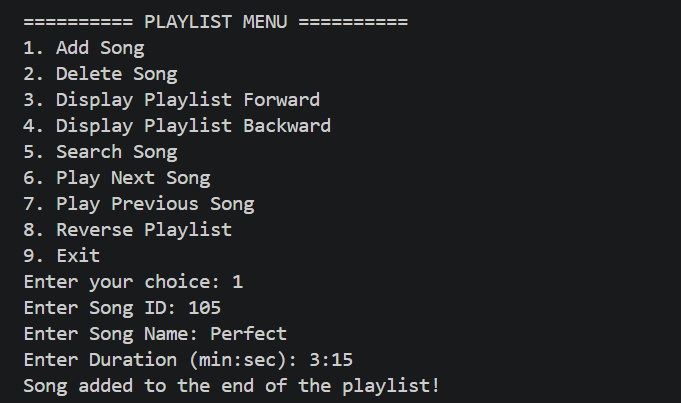 ========== PLAYLIST MENU ==========
1. Add Song
2. Delete Song
3. Display Playlist Forward
4. Display Playlist Backward
5. Search Song
6. Play Next Song
7. Play Previous Song
8. Reverse Playlist
9. Exit
Enter your choice: 1
Enter Song ID: 105
Enter Song Name: Perfect
Enter Duration (min:sec): 3:15
Song added to the end of the playlist!